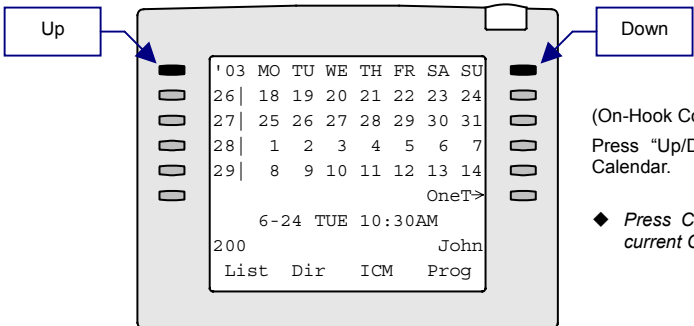 Up
Down
'03 MO TU WE TH FR SA SU
26| 18 19 20 21 22 23 24
27| 25 26 27 28 29 30 31
28| 1 2 3 4 5 6 7
29| 8 9 10 11 12 13 14
OneT→
6-24 TUE 10:30AM
200 John
List Dir ICM Prog
(On-Hook
Press “Up/
Calendar.
◆ Press
current